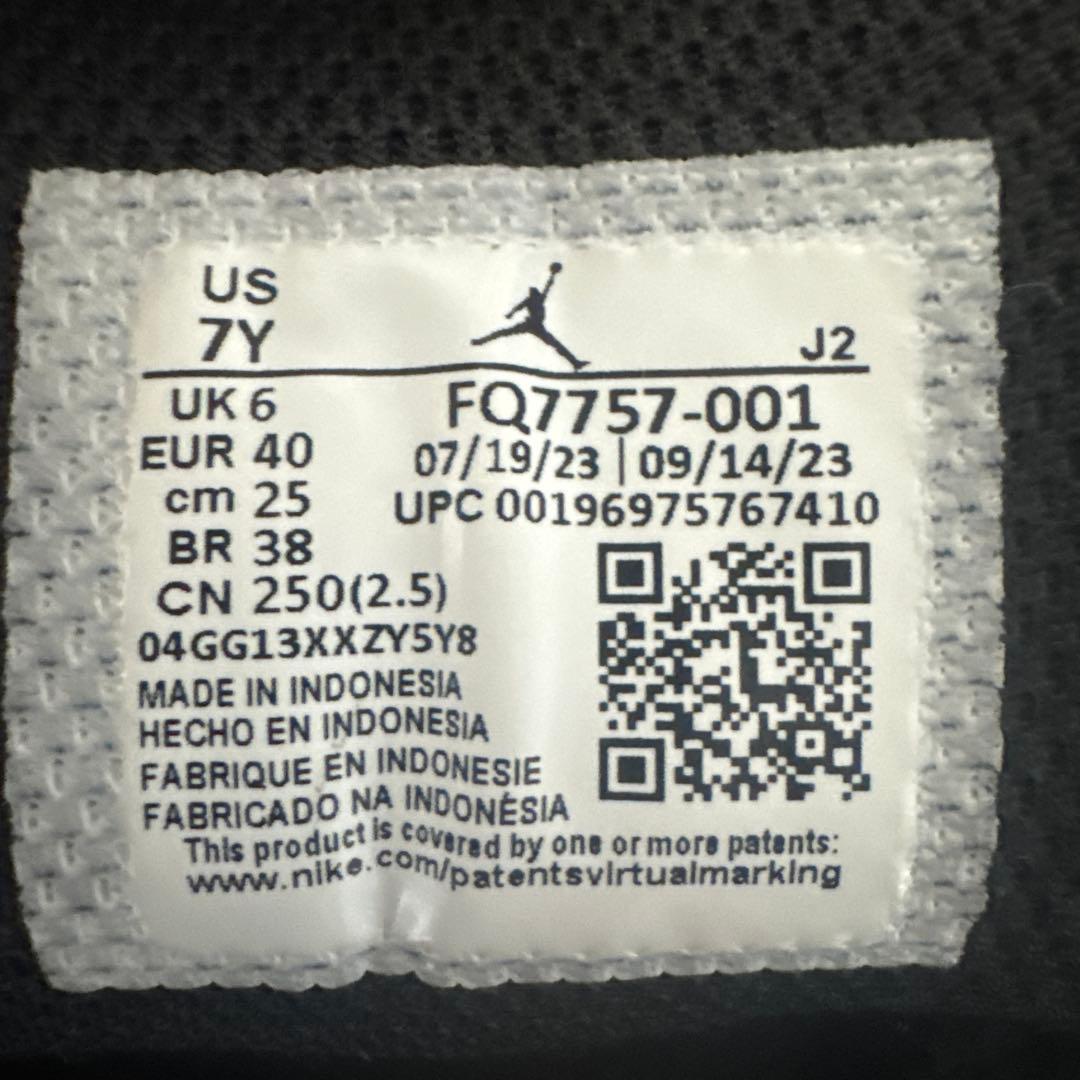 US
7Y
J2
UK 6
FQ7757-001
EUR 40
07/19/23 | 09/14/23
cm 25
UPC 00196975767410
BR 38
CN 250(2.5)
04GG13XXZY5Y8
MADE IN INDONESIA
HECHO EN INDONESIA
FABRIQUE EN INDONESIE
FABRICADO NA INDONÉSIA
This product is covered by one or more patents:
www.nike.com/patentsvirtualmarking